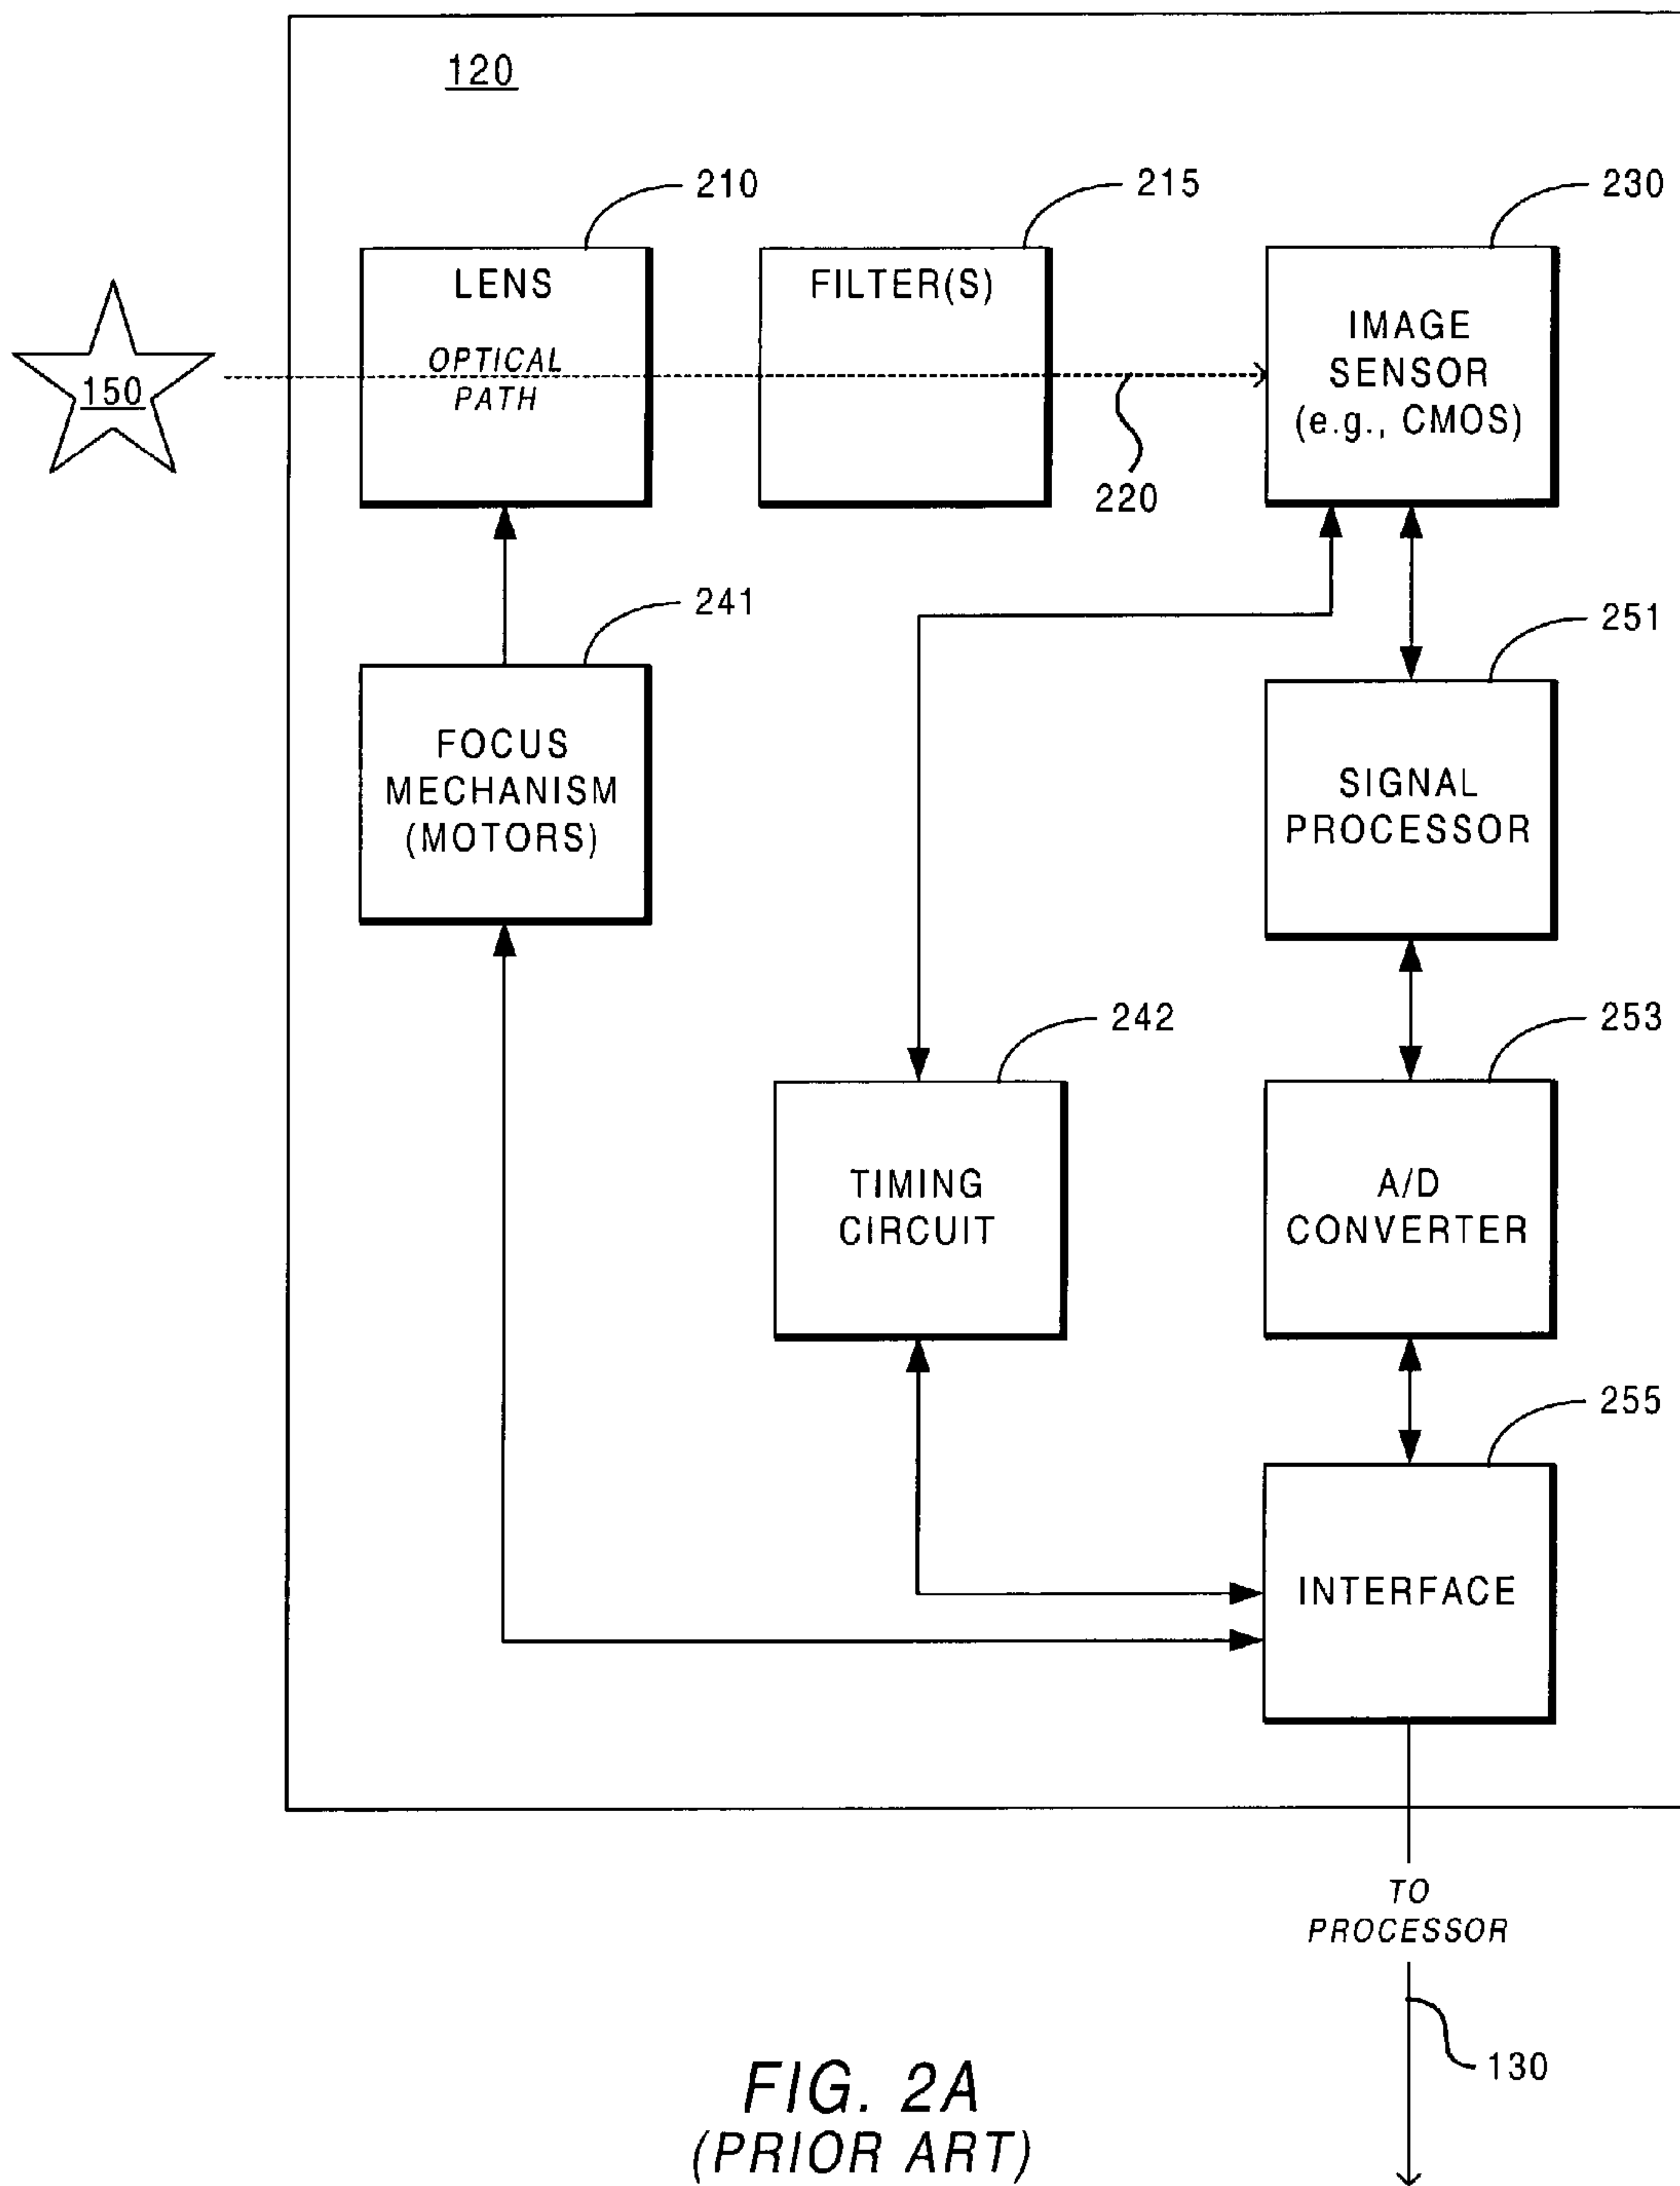 120
210
215
230
LENS
FILTER(S)
IMAGE
SENSOR
(e.g., CMOS)
OPTICAL
PATH
150
220
241
251
FOCUS
MECHANISM
(MOTORS)
SIGNAL
PROCESSOR
242
253
TIMING
CIRCUIT
A/D
CONVERTER
255
INTERFACE
TO
PROCESSOR
130
FIG. 2A
(PRIOR ART)